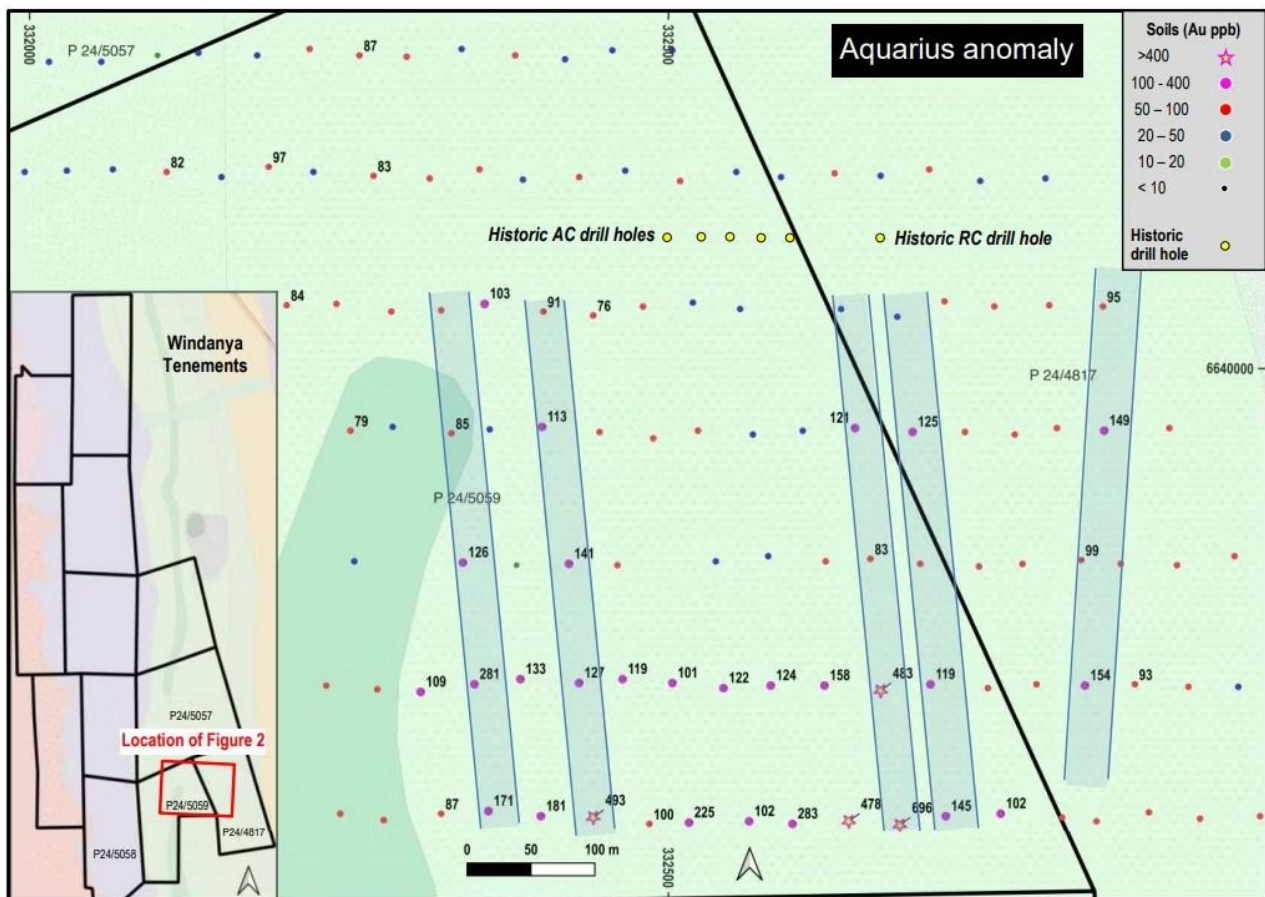 332000
332500
P 24/5057
87
Aquarius anomaly
Soils (Au ppb)
>400
100 - 400
50 – 100
20 – 50
10 – 20
< 10
Historic
drill hole
82
97
83
Historic AC drill holes
Historic RC drill hole
84
103
91
76
95
6640000
P 24/4817
79
85
113
121
125
149
P 24/5059
126
141
83
99
109
281
133
127
119
101
122
124
158
483
119
154
93
87
171
181
493
100
225
102
283
478
696
145
102
0
50
100 m
332500
Windanya
Tenements
P24/5057
Location of Figure 2
P24/5059
P24/4817
P24/5058